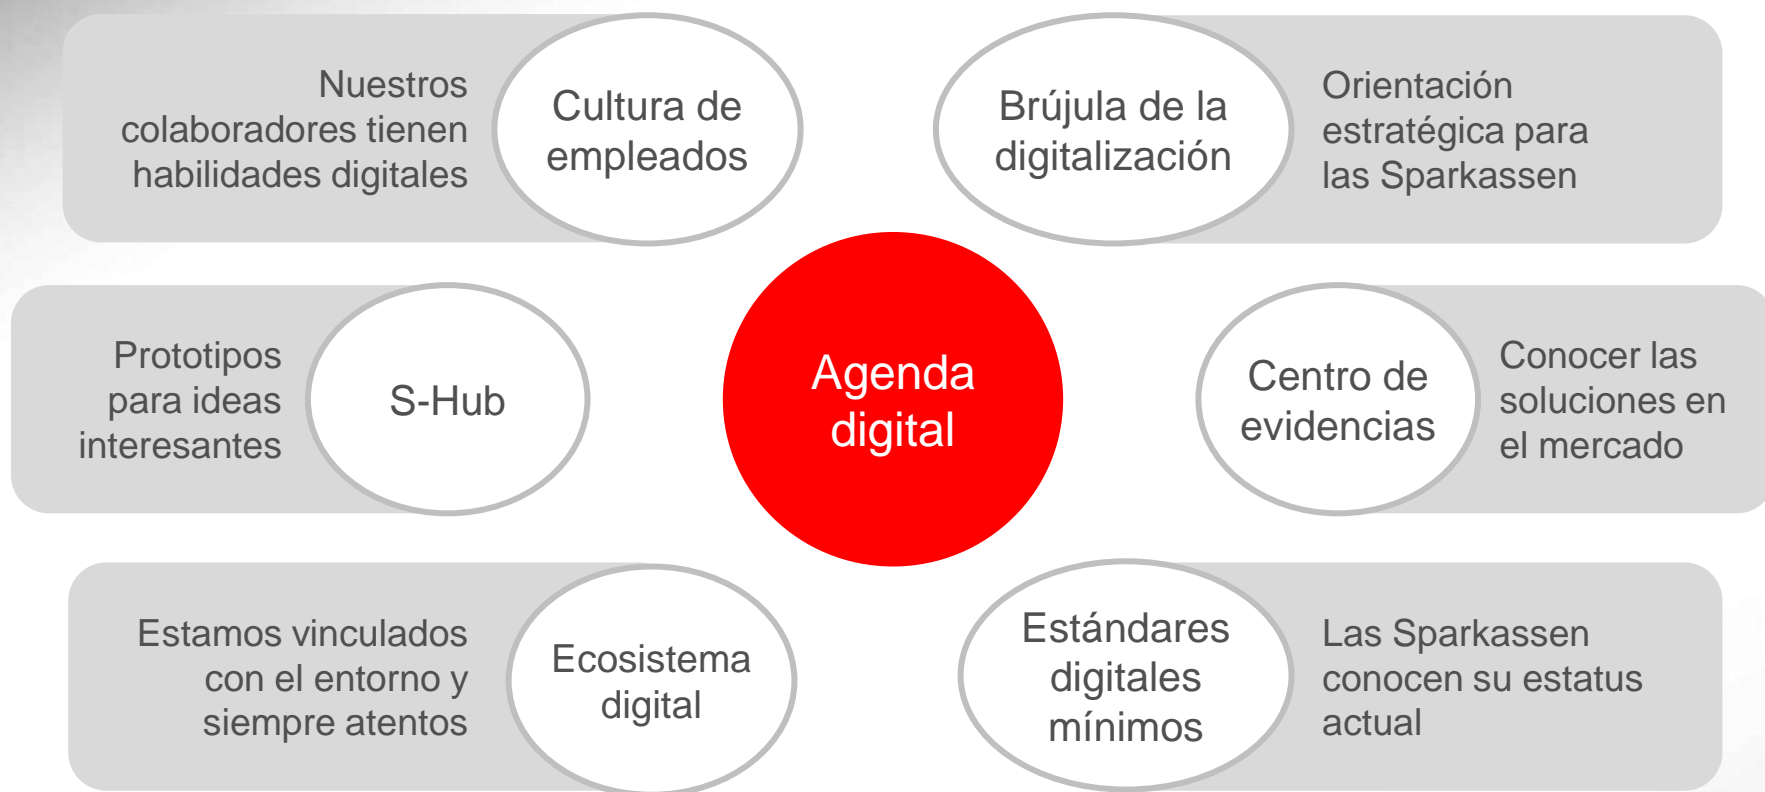 Nuestros
colaboradores tienen
habilidades digitales
Cultura de
empleados
Brújula de la
digitalización
Orientación
estratégica para
las Sparkassen
Prototipos
para ideas
interesantes
S-Hub
Agenda
digital
Centro de
evidencias
Conocer las
soluciones en
el mercado
Estamos vinculados
con el entorno y
siempre atentos
Ecosistema
digital
Estándares
digitales
mínimos
Las Sparkassen
conocen su estatus
actual